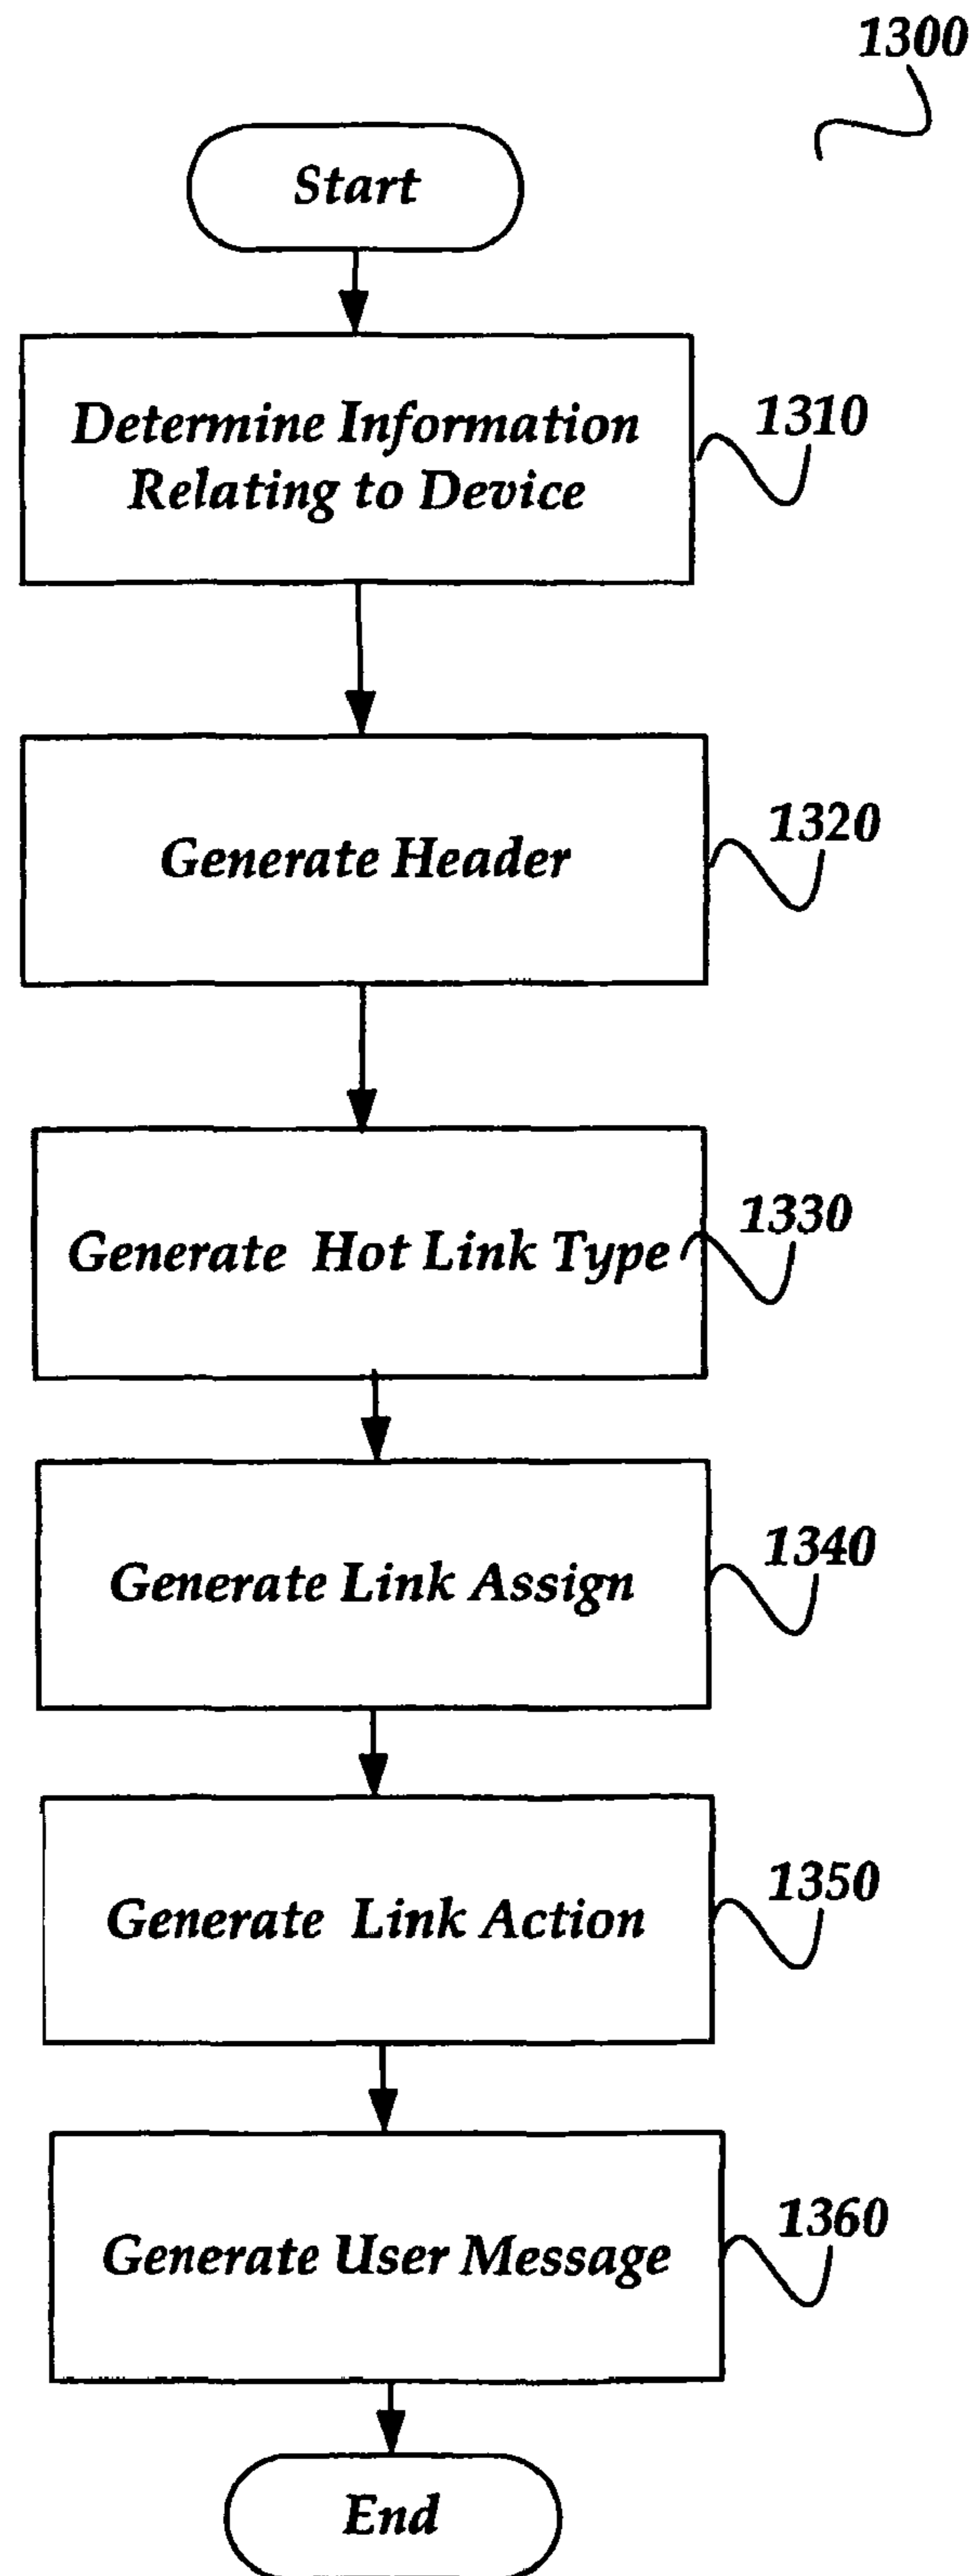 1300
Start
Determine Information
Relating to Device
1310
Generate Header
1320
Generate Hot Link Type
1330
Generate Link Assign
1340
Generate Link Action
1350
Generate User Message
1360
End